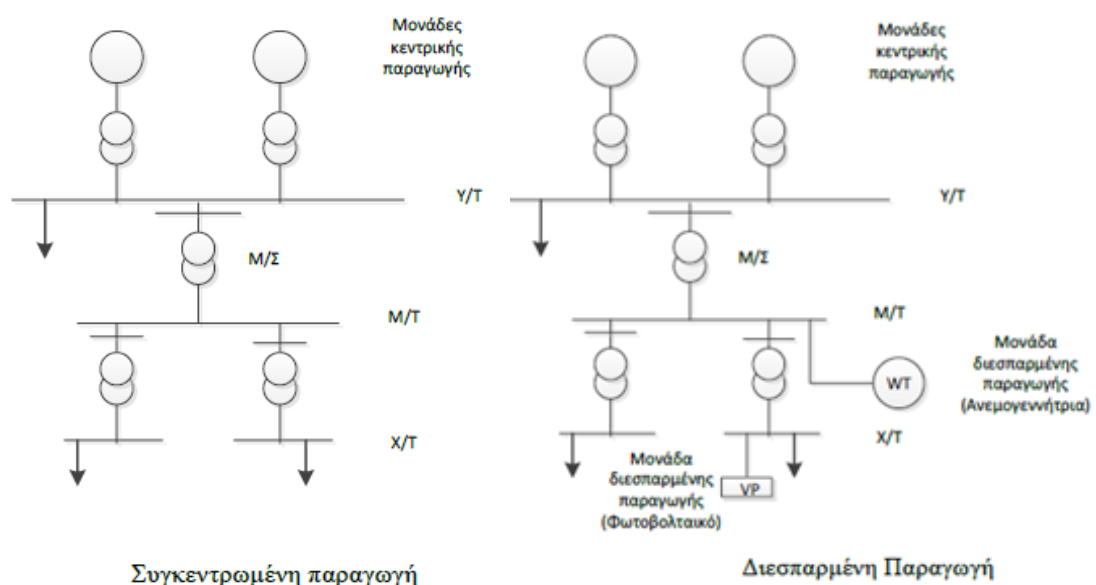 Μονάδες
κεντρικής
παραγωγής
Υ/Τ
Μ/Σ
Μ/Τ
Χ/Τ
Συγκεντρωμένη παραγωγή
Μονάδες
κεντρικής
παραγωγής
Υ/Τ
Μ/Σ
Μ/Τ
Μονάδα
διεσπαρμένης
παραγωγής
(Ανεμογεννήτρια)
WT
Χ/Τ
Μονάδα
διεσπαρμένης
παραγωγής
(Φωτοβολταικό)
VP
Διεσπαρμένη Παραγωγή